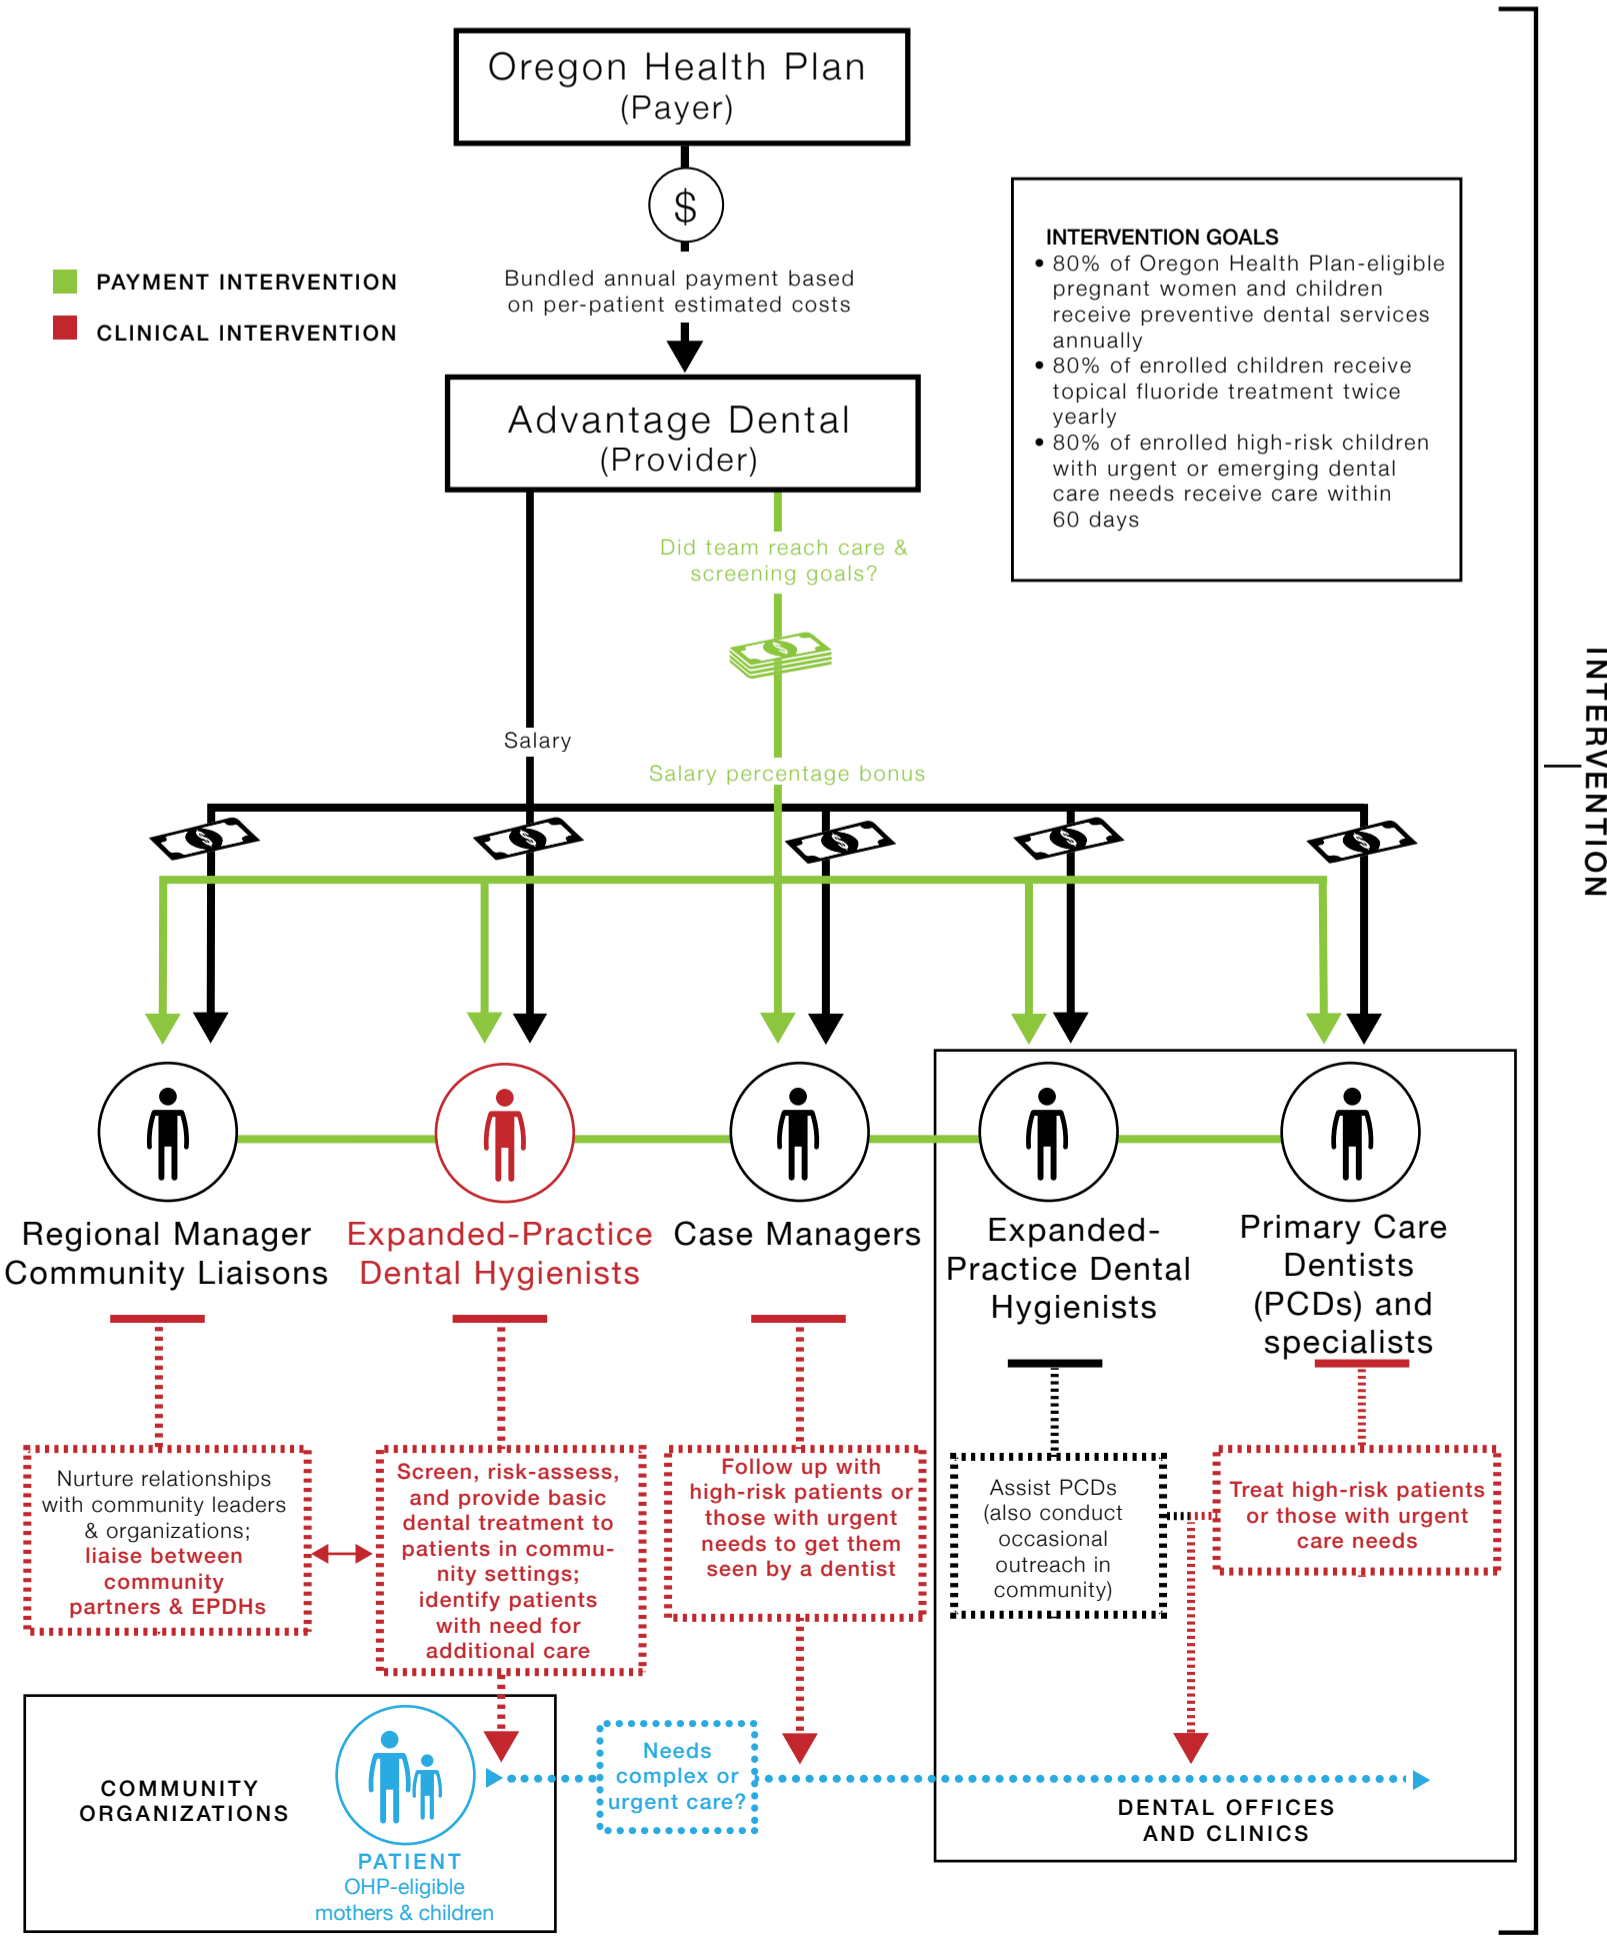 Oregon Health Plan
(Payer)
$
Bundled annual payment based
on per-patient estimated costs
PAYMENT INTERVENTION
CLINICAL INTERVENTION
INTERVENTION GOALS
• 80% of Oregon Health Plan-eligible
pregnant women and children
receive preventive dental services
annually
• 80% of enrolled children receive
topical fluoride treatment twice
yearly
• 80% of enrolled high-risk children
with urgent or emerging dental
care needs receive care within
60 days
Advantage Dental
(Provider)
Did team reach care &
screening goals?
Salary
Salary percentage bonus
INTERVENTION
Regional Manager
Community Liaisons
Expanded-Practice
Dental Hygienists
Case Managers
Expanded-
Practice Dental
Hygienists
Primary Care
Dentists
(PCDs) and
specialists
Nurture relationships
with community leaders
& organizations;
liaise between
community
partners & EPDHs
Screen, risk-assess,
and provide basic
dental treatment to
patients in commu-
nity settings;
identify patients
with need for
additional care
Follow up with
high-risk patients or
those with urgent
needs to get them
seen by a dentist
Assist PCDs
(also conduct
occasional
outreach in
community)
Treat high-risk patients
or those with urgent
care needs
COMMUNITY
ORGANIZATIONS
PATIENT
OHP-eligible
mothers & children
Needs
complex or
urgent care?
DENTAL OFFICES
AND CLINICS